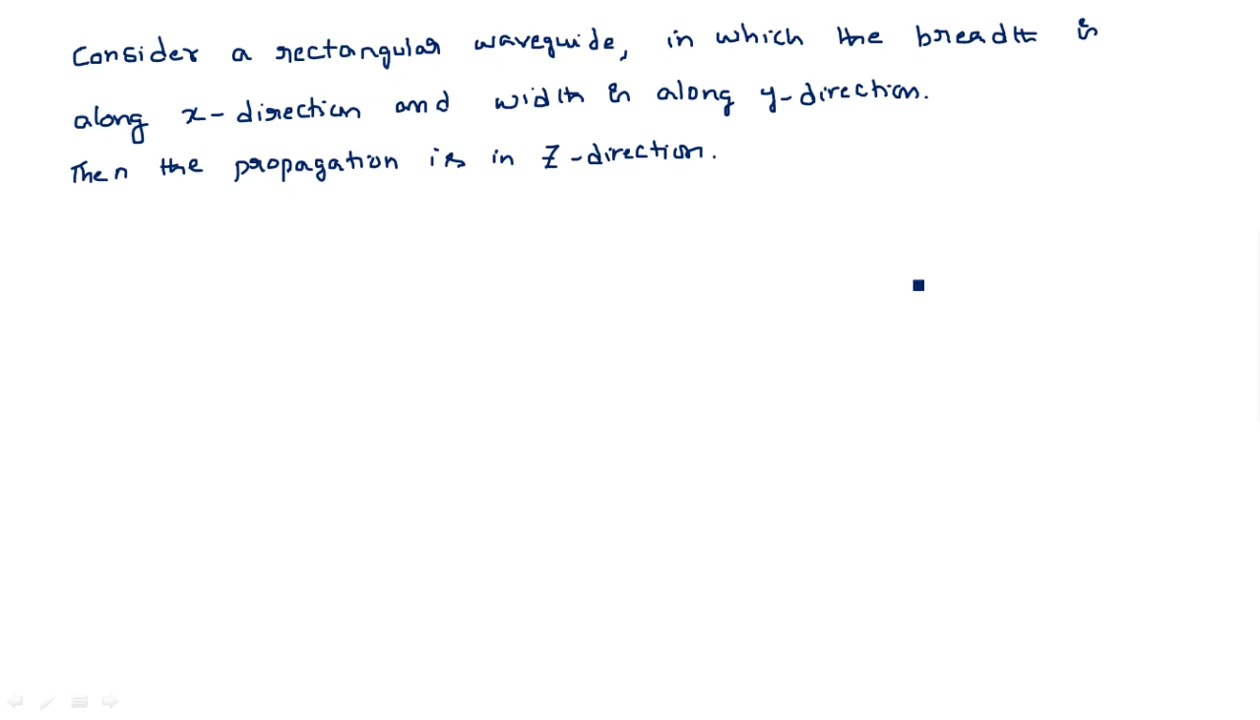 Consider a rectangular waveguide, in which the breadth is
along x-direction and width is along y-direction.
Then the propagation is in Z-direction.